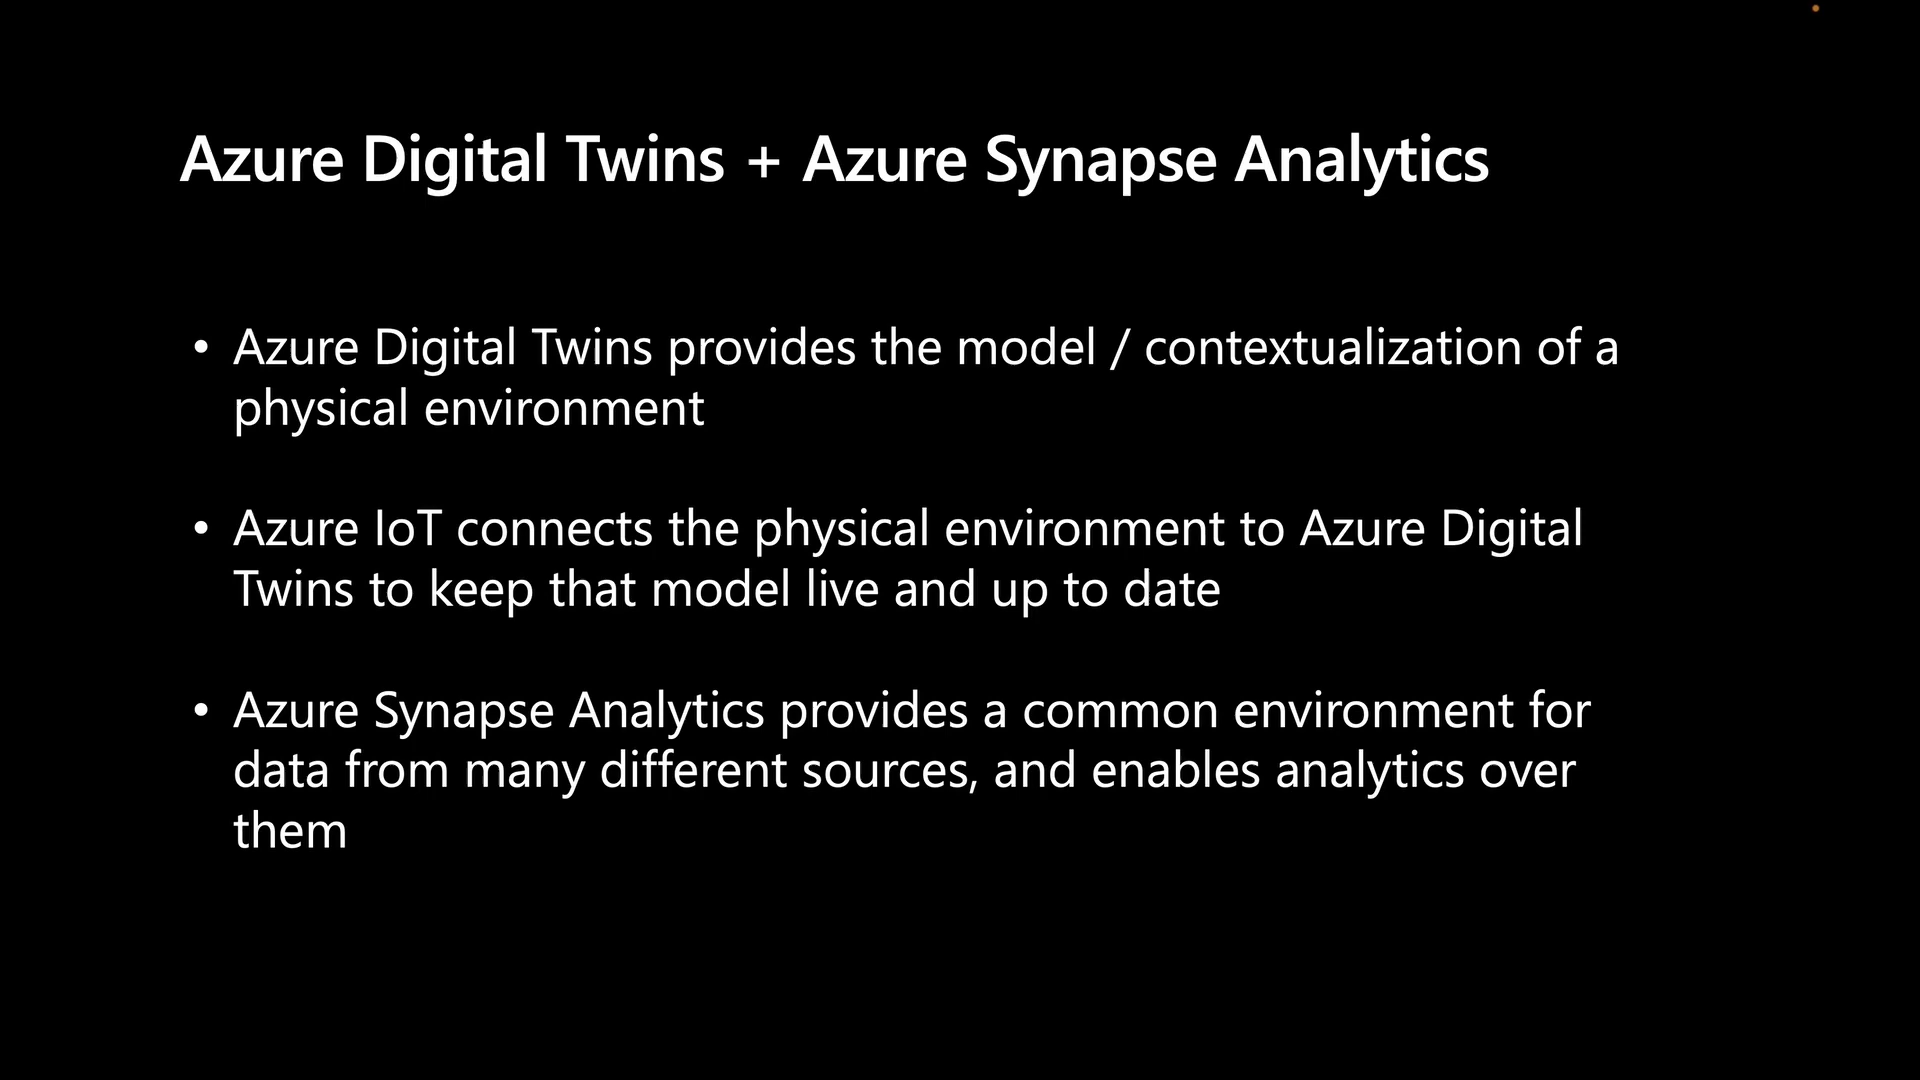 Azure Digital Twins + Azure Synapse Analytics
• Azure Digital Twins provides the model / contextualization of a
physical environment
• Azure IoT connects the physical environment to Azure Digital
Twins to keep that model live and up to date
• Azure Synapse Analytics provides a common environment for
data from many different sources, and enables analytics over
them